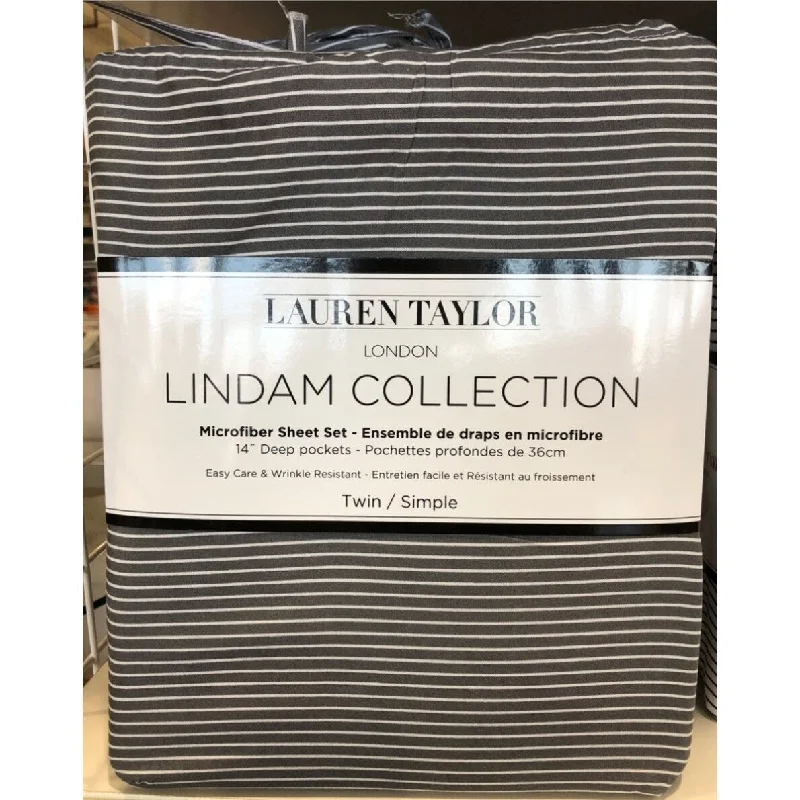 LAUREN TAYLOR
LONDON
LINDAM COLLECTION
Microfiber Sheet Set - Ensemble de draps en microfibre
14" Deep pockets - Pochettes profondes de 36cm
Easy Care & Wrinkle Resistant - Entretien facile et Résistant au froissement
Twin / Simple